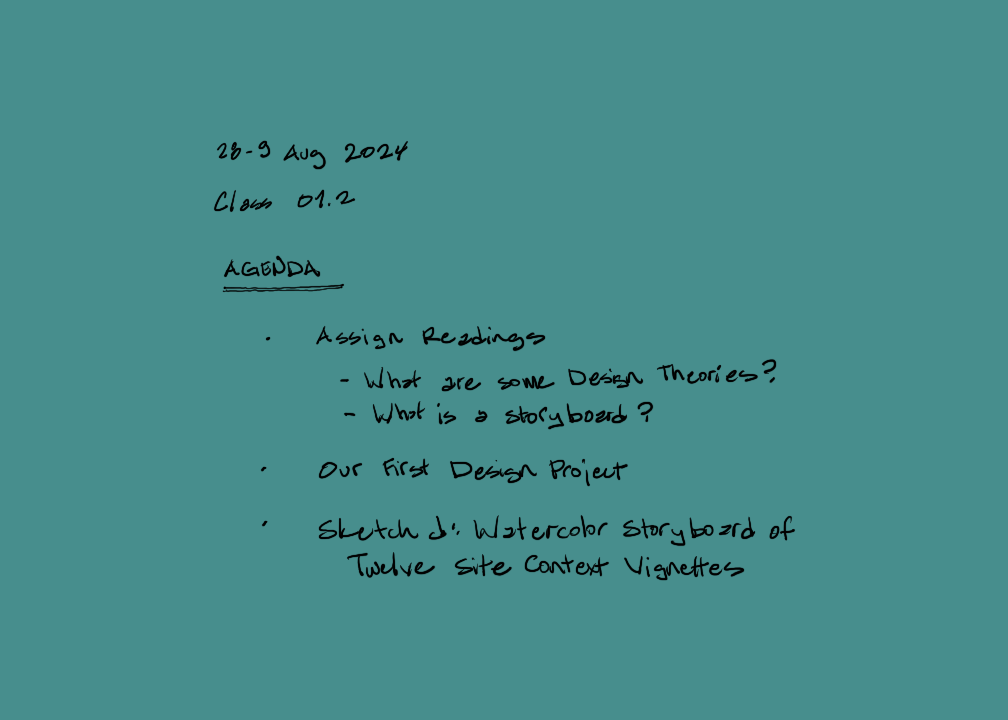 28-9 Aug 2024
Class 01.2
AGENDA
· Assign Readings
- What are some Design Theories?
- What is a storyboard?
· Our First Design Project
· Sketch & Watercolor Storyboard of
Twelve Site Context Vignettes